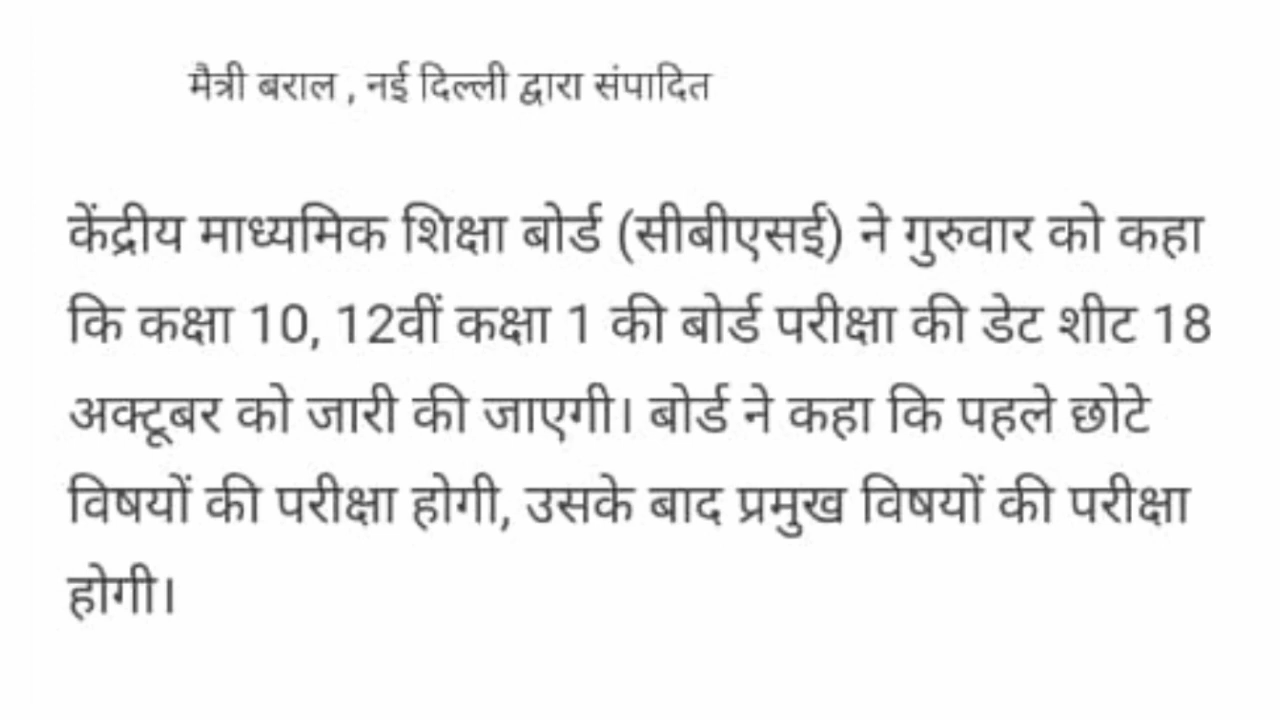 मैत्री बराल , नई दिल्ली द्वारा संपादित
केंद्रीय माध्यमिक शिक्षा बोर्ड (सीबीएसई) ने गुरुवार को कहा
कि कक्षा 10, 12वीं कक्षा 1 की बोर्ड परीक्षा की डेट शीट 18
अक्टूबर को जारी की जाएगी। बोर्ड ने कहा कि पहले छोटे
विषयों की परीक्षा होगी, उसके बाद प्रमुख विषयों की परीक्षा
होगी।